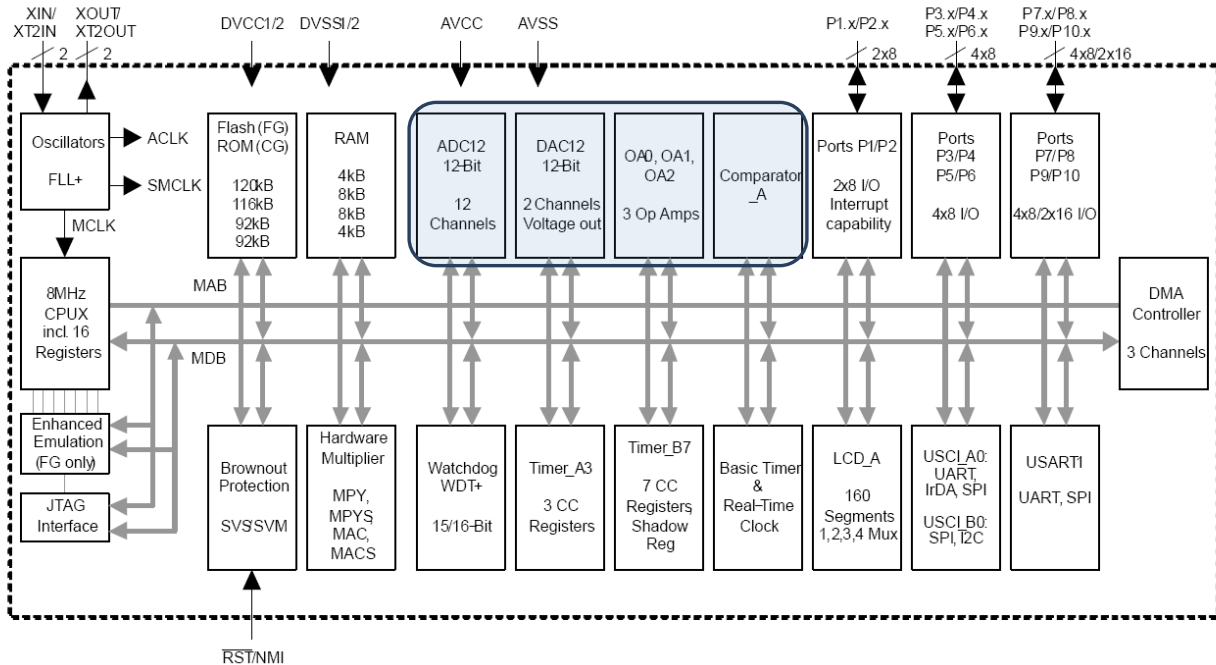 XIN/
XT2IN
XOUT/
XT2OUT
DVCC1/2
DVSS1/2
AVCC
AVSS
P1.x/P2.x
P3.x/P4.x
P5.x/P6.x
P7.x/P8.x
P9.x/P10.x
2
2
2x8
4x8
4x8/2x16
Oscillators
FLL+
ACLK
SMCLK
MCLK
Flash (FG)
ROM (CG)
120kB
116kB
92kB
92kB
RAM
4kB
8kB
8kB
4kB
ADC12
12-Bit
12
Channels
DAC12
12-Bit
2 Channels
Voltage out
OA0, OA1,
OA2
3 Op Amps
Comparator
_A
Ports P1/P2
2x8 I/O
Interrupt
capability
Ports
P3/P4
P5/P6
4x8 I/O
Ports
P7/P8
P9/P10
4x8/2x16 I/O
8MHz
CPUX
incl. 16
Registers
MAB
MDB
DMA
Controller
3 Channels
Enhanced
Emulation
(FG only)
JTAG
Interface
Brownout
Protection
SVS/SVM
Hardware
Multiplier
MPY,
MPYS,
MAC,
MACS
Watchdog
WDT+
15/16-Bit
Timer_A3
3 CC
Registers
Timer_B7
7 CC
Registers,
Shadow
Reg
Basic Timer
&
Real-Time
Clock
LCD_A
160
Segments
1,2,3,4 Mux
USCI_A0:
UART,
IrDA, SPI
USCI_B0:
SPI, I2C
USART1
UART, SPI
RST/NMI